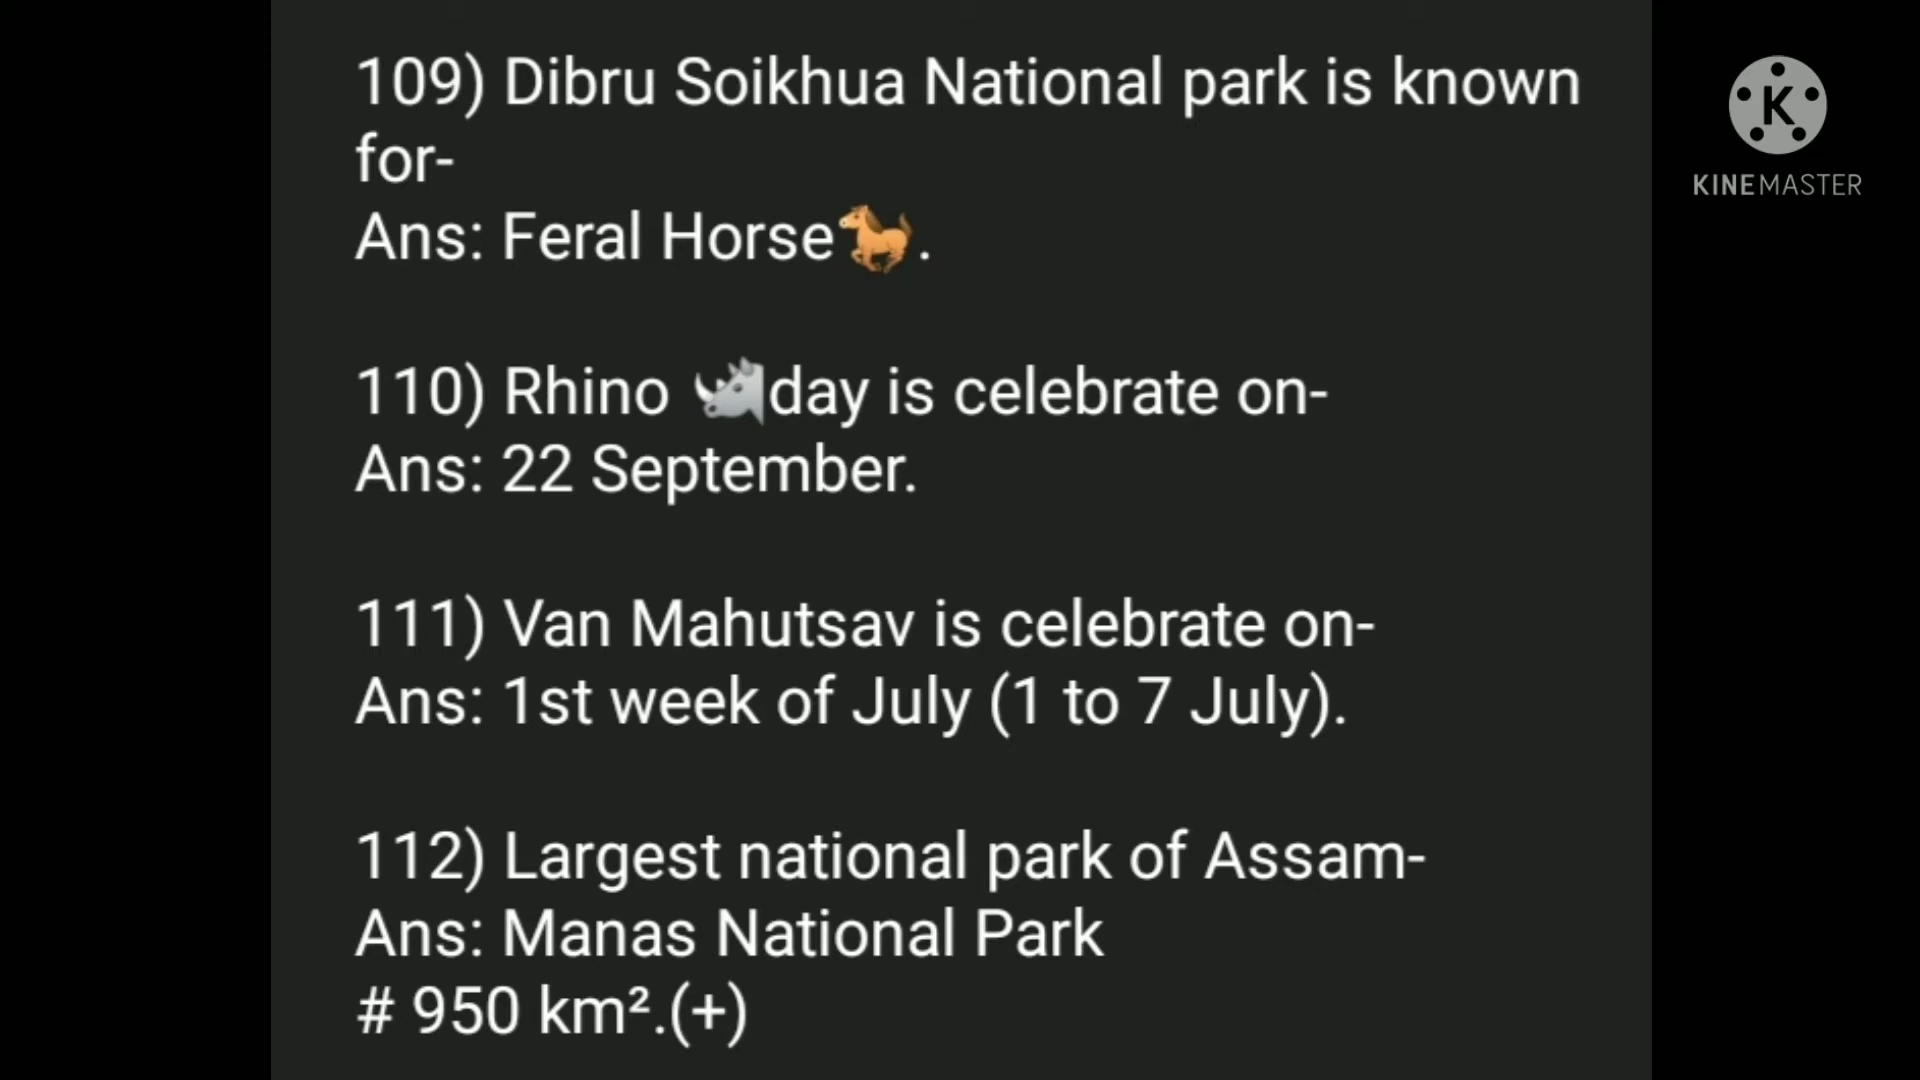 109) Dibru Soikhua National park is known
for-
Ans: Feral Horse🐎.
110) Rhino 🦏day is celebrate on-
Ans: 22 September.
111) Van Mahutsav is celebrate on-
Ans: 1st week of July (1 to 7 July).
112) Largest national park of Assam-
Ans: Manas National Park
# 950 km².(+)
K
KINEMASTER